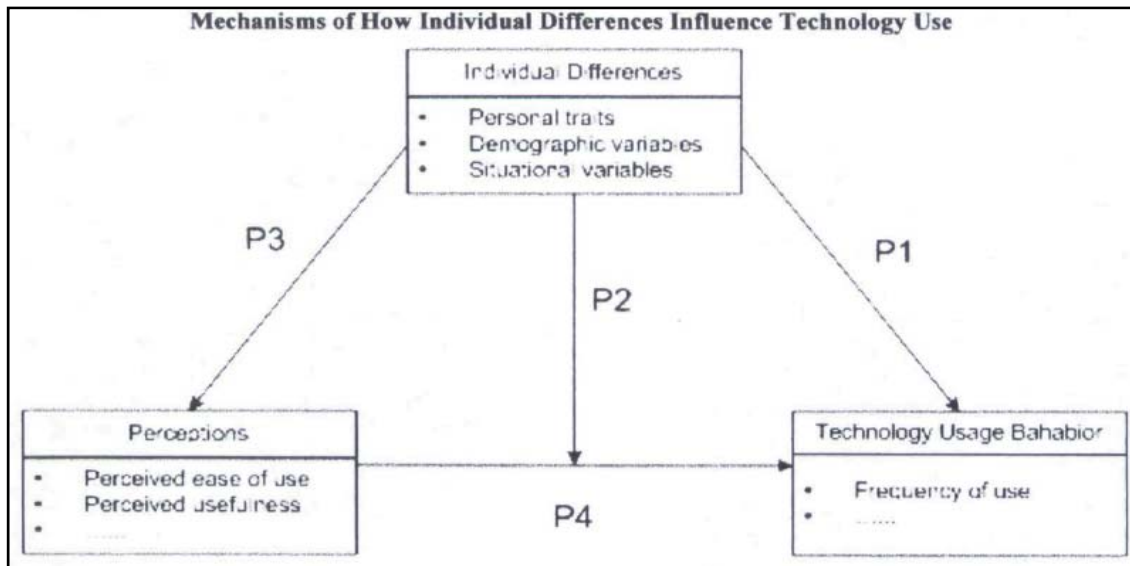 Mechanisms of How Individual Differences Influence Technology Use
Individual Differences
• Personal traits
• Demographic variables
• Situational variables
P3
P1
P2
Perceptions
• Perceived ease of use
• Perceived usefulness
• ......
Technology Usage Bahabior
• Frequency of use
• ......
P4